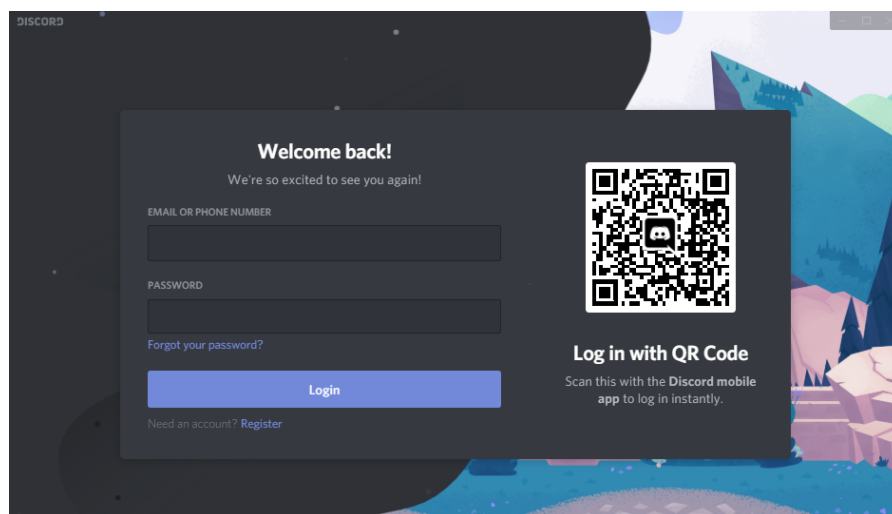 DISCORD
Welcome back!
We're so excited to see you again!
EMAIL OR PHONE NUMBER
PASSWORD
Forgot your password?
Login
Need an account? Register
Log in with QR Code
Scan this with the Discord mobile
app to log in instantly.